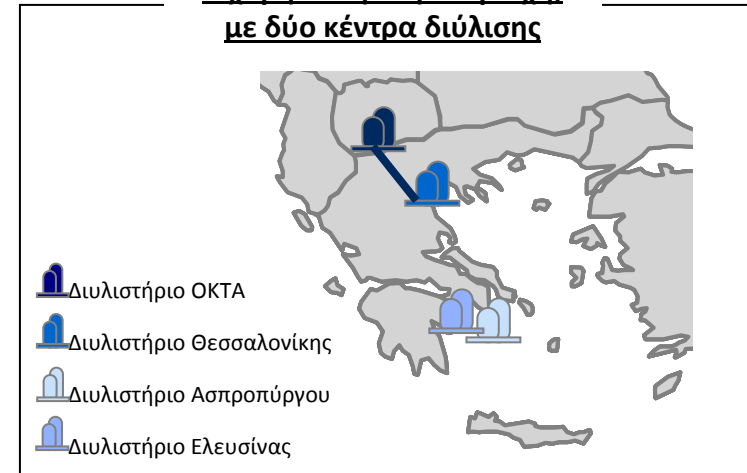 με δύο κέντρα διύλισης
Διυλιστήριο ΟΚΤΑ
Διυλιστήριο Θεσσαλονίκης
Διυλιστήριο Ασπροπύργου
Διυλιστήριο Ελευσίνας